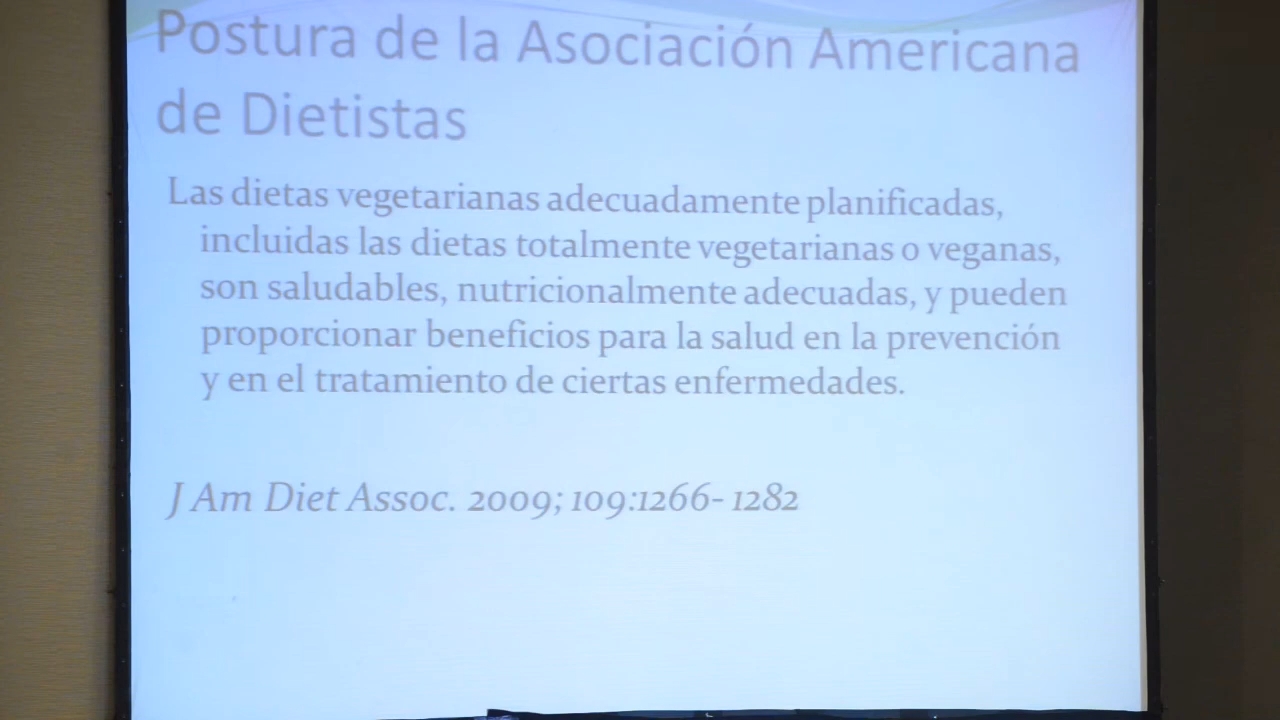 Postura de la Asociación Americana
de Dietistas
Las dietas vegetarianas adecuadamente planificadas,
incluidas las dietas totalmente vegetarianas o veganas,
son saludables, nutricionalmente adecuadas, y pueden
proporcionar beneficios para la salud en la prevención
y en el tratamiento de ciertas enfermedades.
J Am Diet Assoc. 2009; 109:1266- 1282